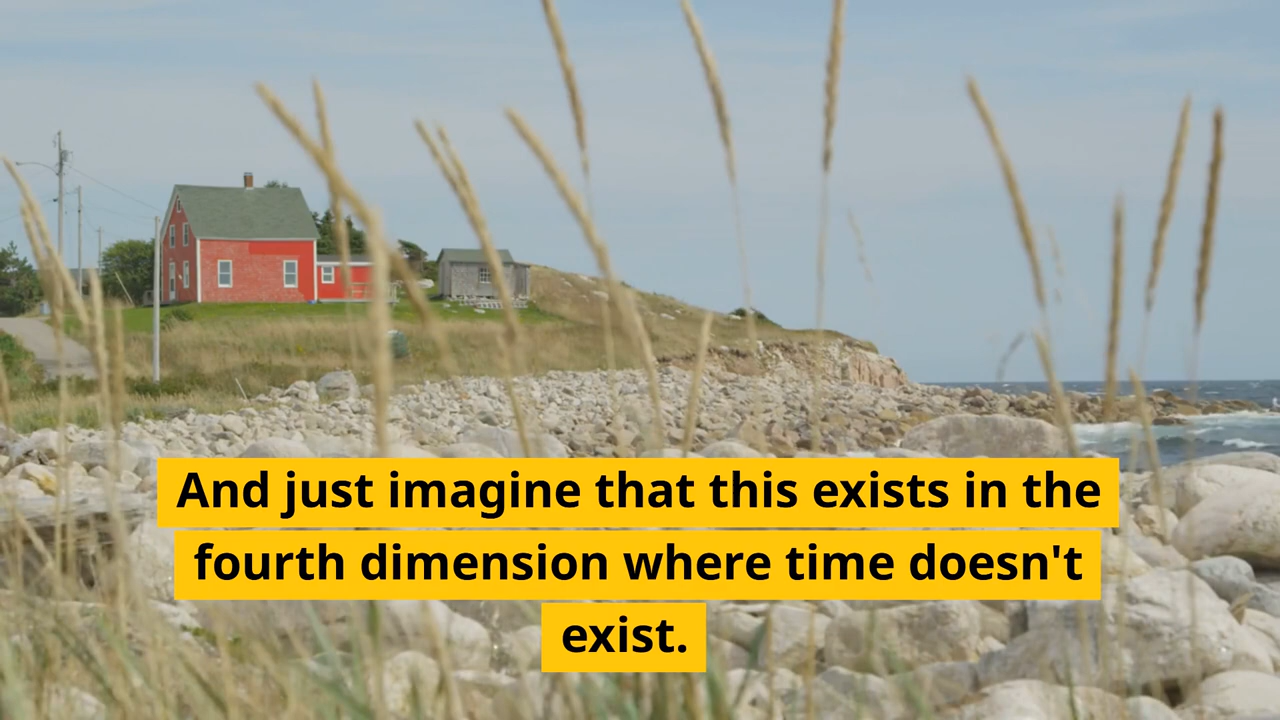 And just imagine that this exists in the
fourth dimension where time doesn't
exist.